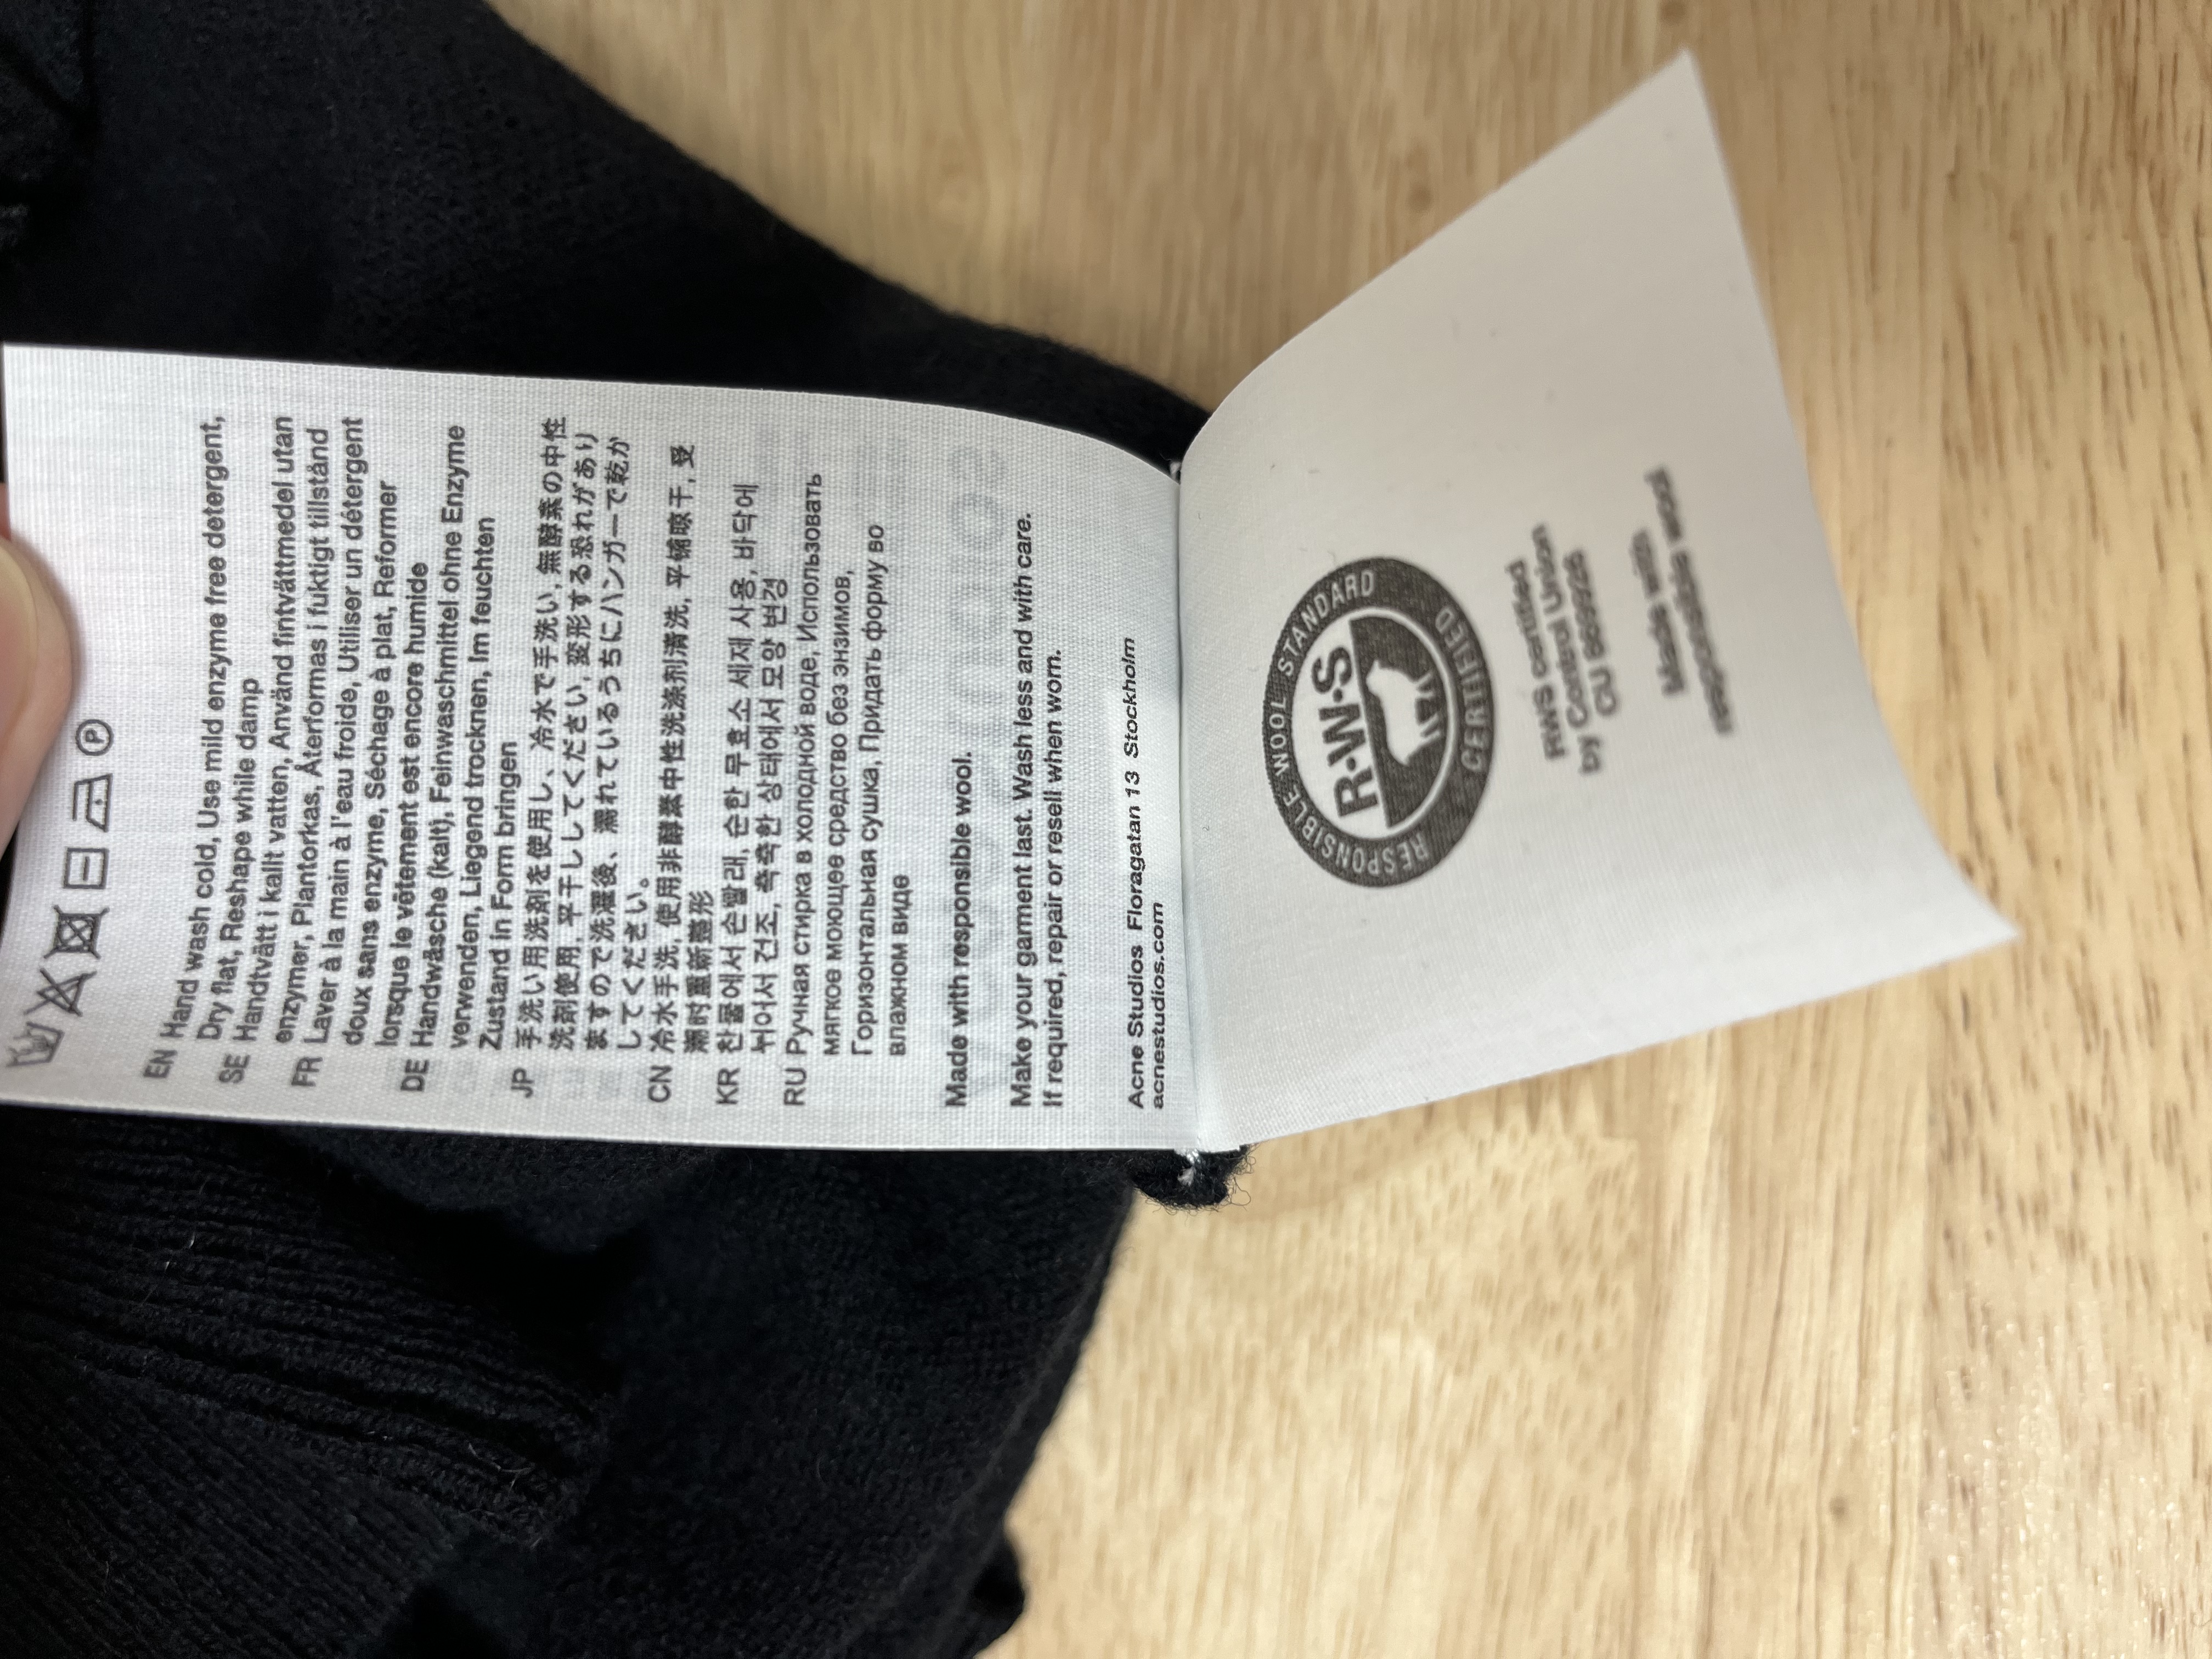 EN Hand wash cold, Use mild enzyme free detergent,
Dry flat, Reshape while damp
SE Handtvätt i kallt vatten, Använd fintvättmedel utan
enzymer, Plantorkas, Återformas i fuktigt tillstånd
FR Laver à la main à l'eau froide, Utiliser un détergent
doux sans enzyme, Séchage à plat, Reformer
lorsque le vêtement est encore humide
DE Handwäsche (kalt), Feinwaschmittel ohne Enzyme
verwenden, Liegend trocknen, Im feuchten
Zustand in Form bringen
JP 手洗い用洗剤を使用し、冷水で手洗い, 無酵素の中性
洗剤使用, 平干ししてください, 変形する恐れがあり
ますので洗濯後、濡れているうちにハンガーで乾か
してください。
CN 冷水手洗, 使用非酵素中性洗涤剂清洗, 平铺晾干, 受
潮时重新整形
KR 찬물에서 손빨래, 순한 무효소 세제 사용, 바닥에
뉘어서 건조, 축축한 상태에서 모양 변경
RU Ручная стирка в холодной воде, Использовать
мягкое моющее средство без энзимов,
Горизонтальная сушка, Придать форму во
влажном виде
Made with responsible wool.
Make your garment last. Wash less and with care.
If required, repair or resell when worn.
Acne Studios Floragatan 13 Stockholm
acnestudios.com
RESPONSIBLE WOOL STANDARD
R·W·S
CERTIFIED
RWS certified
by Control Union
CU
Made with
responsible wool
P